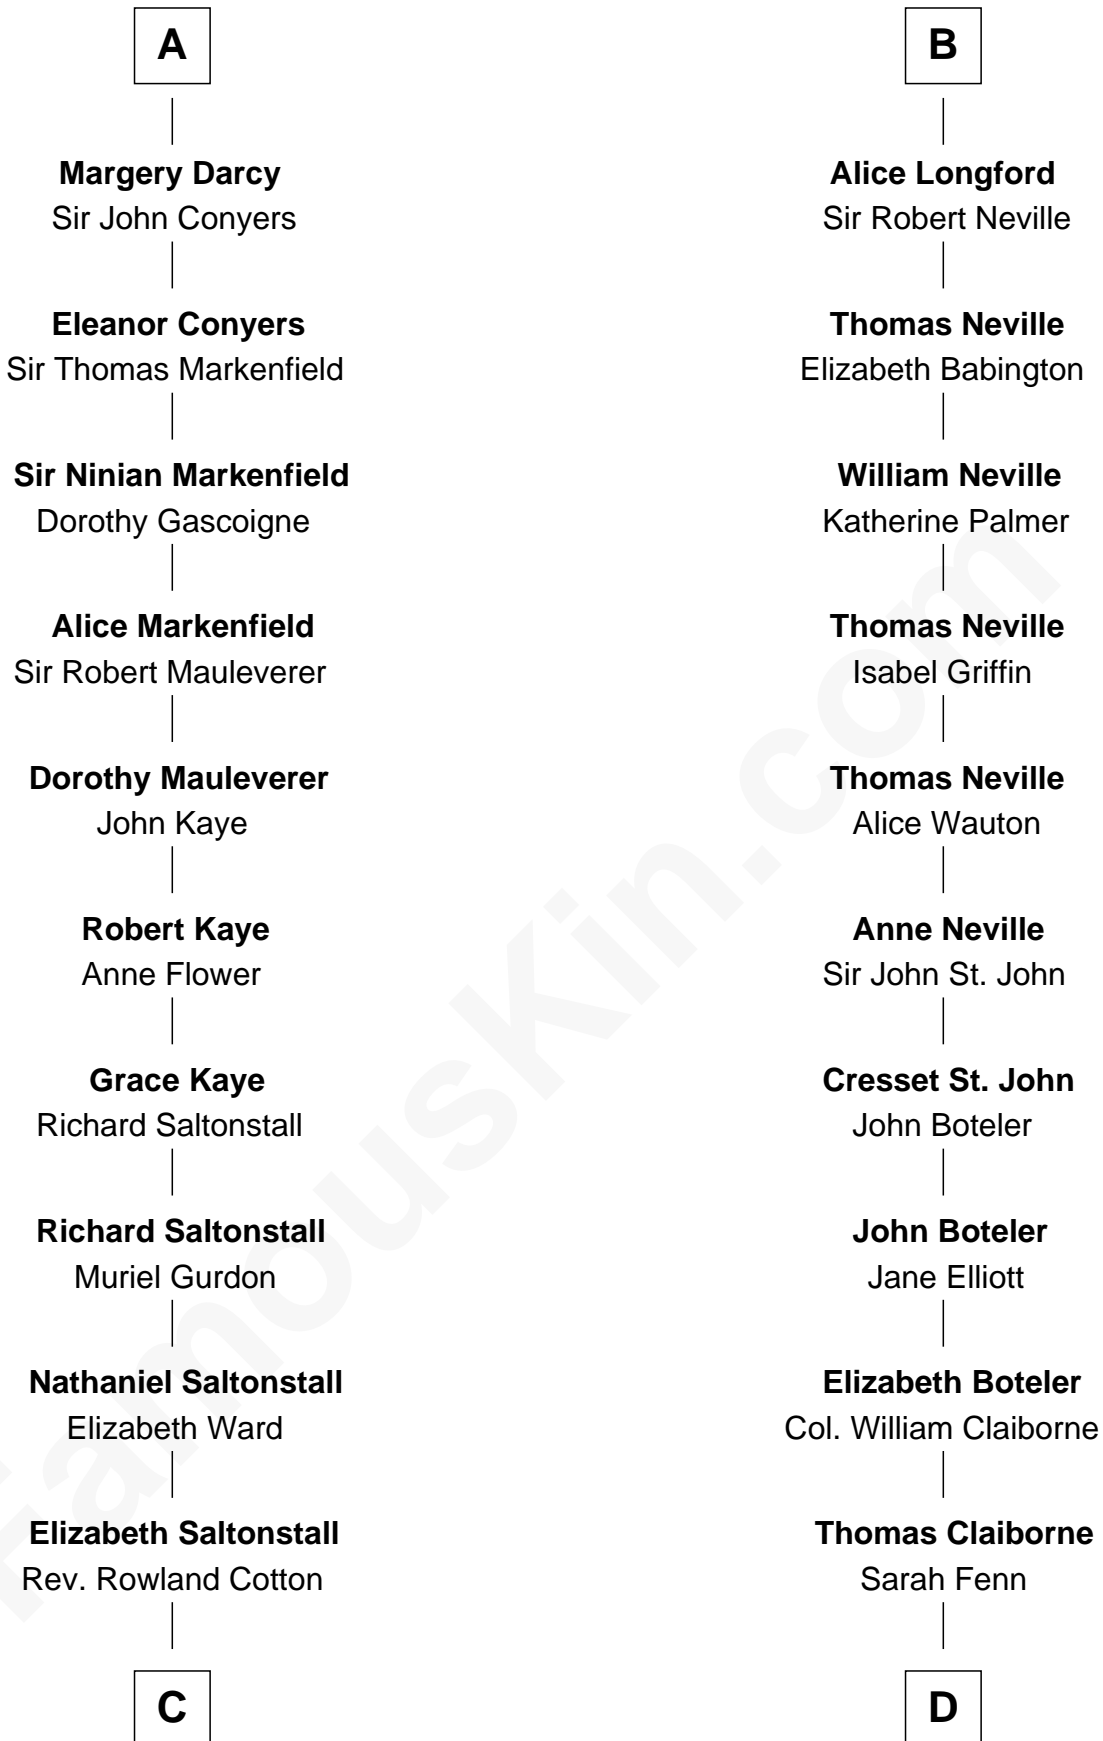 A
Margery Darcy
Sir John Conyers
Eleanor Conyers
Sir Thomas Markenfield
Sir Ninian Markenfield
Dorothy Gascoigne
Alice Markenfield
Sir Robert Mauleverer
Dorothy Mauleverer
John Kaye
Robert Kaye
Anne Flower
Grace Kaye
Richard Saltonstall
Richard Saltonstall
Muriel Gurdon
Nathaniel Saltonstall
Elizabeth Ward
Elizabeth Saltonstall
Rev. Rowland Cotton
C
B
Alice Longford
Sir Robert Neville
Thomas Neville
Elizabeth Babington
William Neville
Katherine Palmer
Thomas Neville
Isabel Griffin
Thomas Neville
Alice Wauton
Anne Neville
Sir John St. John
Cresset St. John
John Boteler
John Boteler
Jane Elliott
Elizabeth Boteler
Col. William Claiborne
Thomas Claiborne
Sarah Fenn
D
FamousKin.com